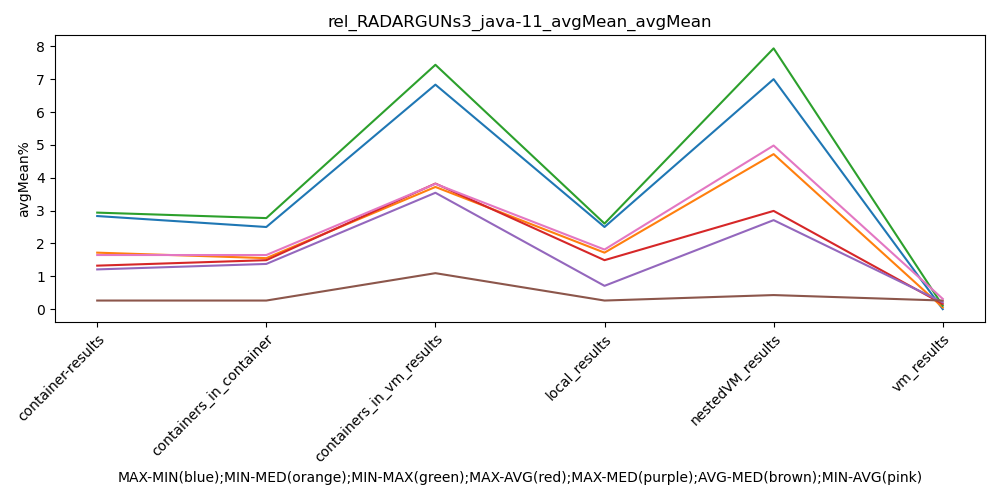 rel_RADARGUNs3_java-11_avgMean_avgMean
avgMean%
8
7
6
5
4
3
2
1
0
container-results
containers_in_container
containers_in_vm_results
local_results
nestedVM_results
vm_results
MAX-MIN(blue);MIN-MED(orange);MIN-MAX(green);MAX-AVG(red);MAX-MED(purple);AVG-MED(brown);MIN-AVG(pink)